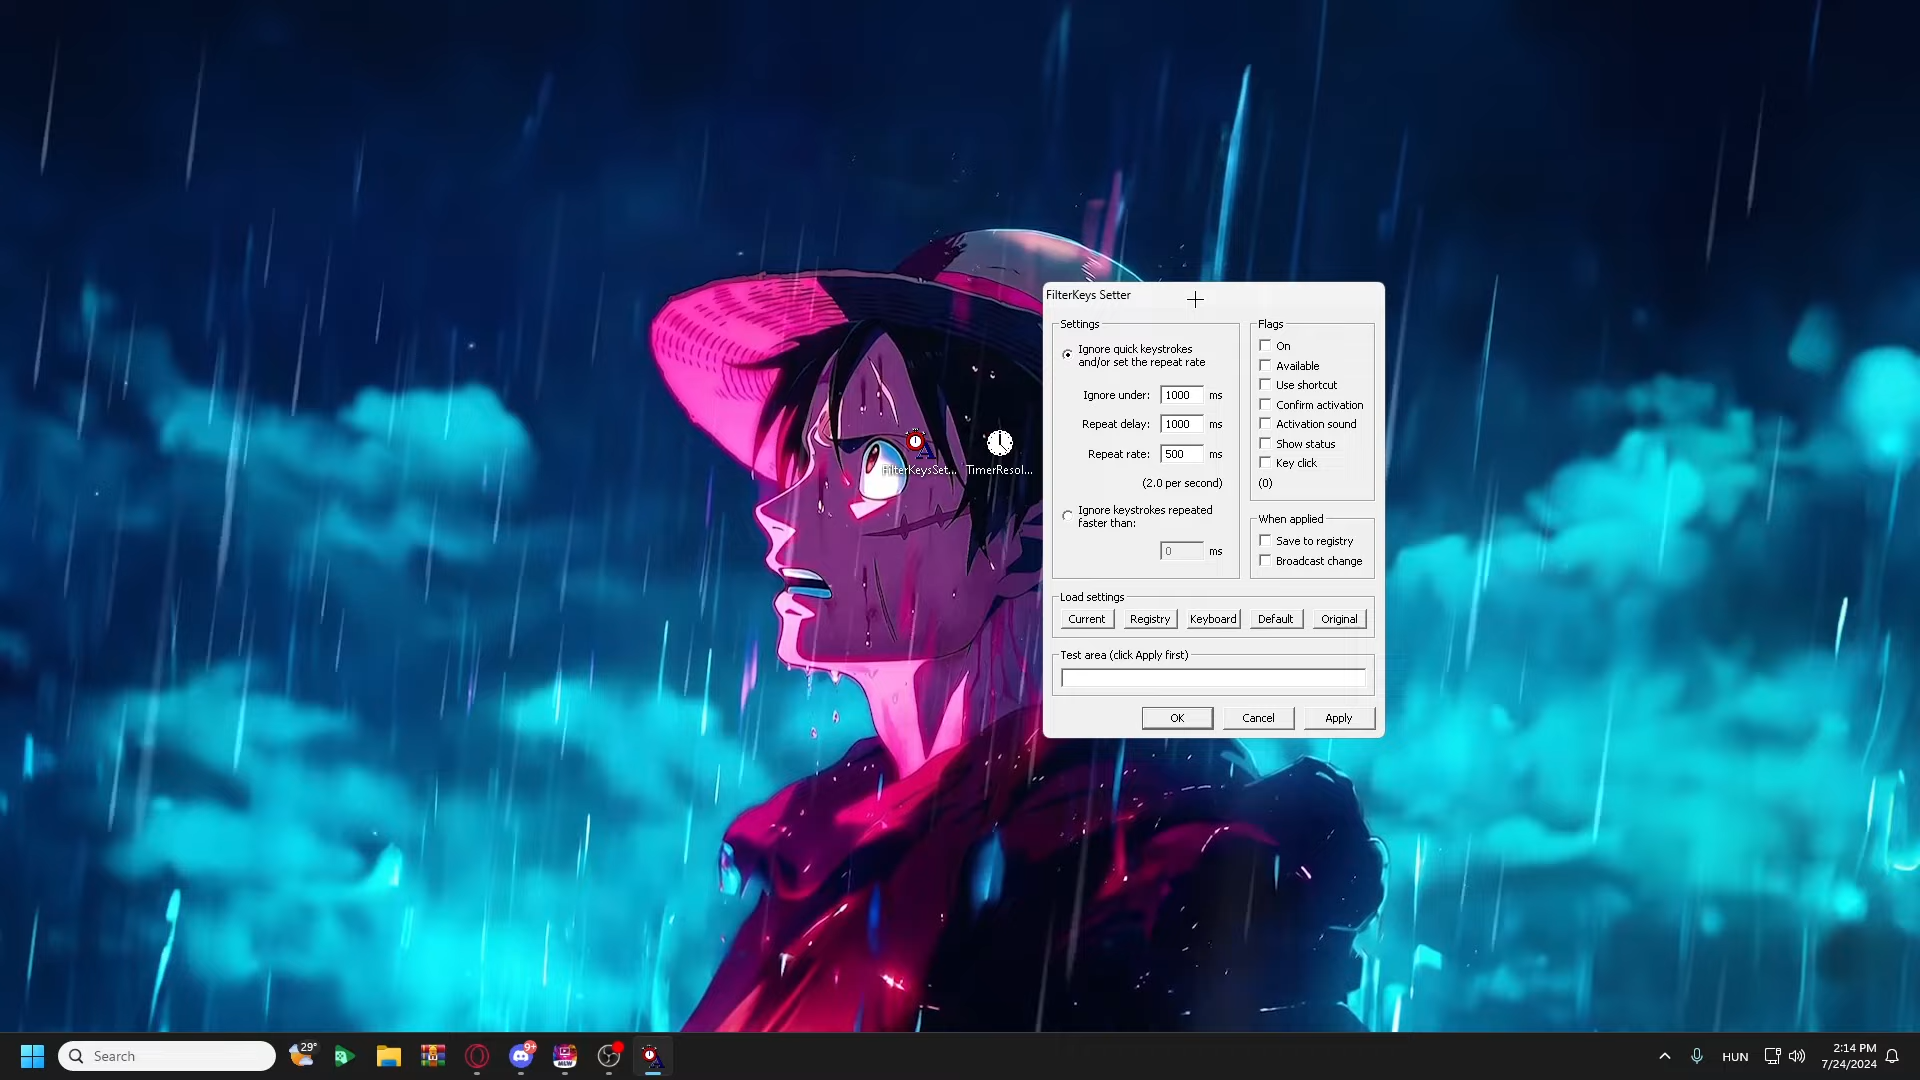 FilterKeys Setter
Settings
Ignore quick keystrokes
and/or set the repeat rate
Ignore under: 1000 ms
Repeat delay: 1000 ms
Repeat rate: 500 ms
(2.0 per second)
Ignore keystrokes repeated
faster than:
0 ms
Flags
On
Available
Use shortcut
Confirm activation
Activation sound
Show status
Key click
(0)
When applied
Save to registry
Broadcast change
Load settings
Current Registry Keyboard Default Original
Test area (click Apply first)
OK Cancel Apply
FilterKeysSet... TimerResol...
Search
29°
9+
HUN
2:14 PM
7/24/2024